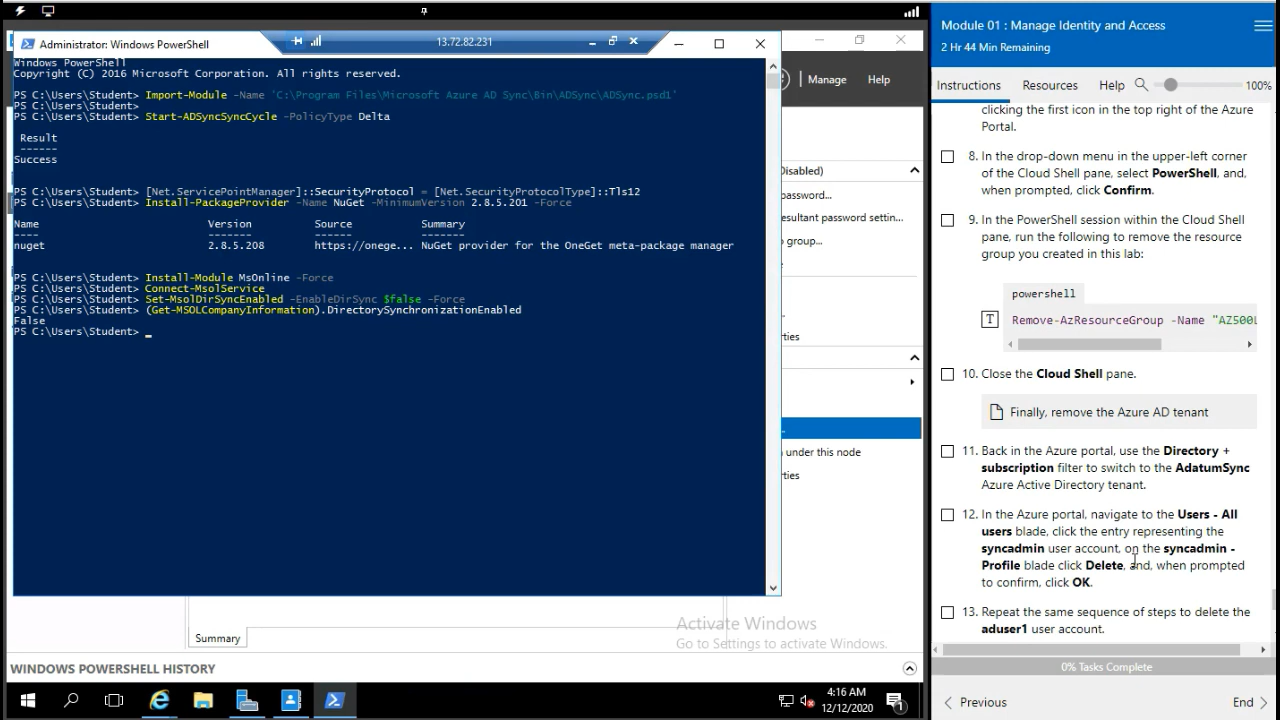 Administrator: Windows PowerShell
13.72.82.231
Windows PowerShell
Copyright (C) 2016 Microsoft Corporation. All rights reserved.
PS C:\Users\Student> Import-Module -Name 'C:\Program Files\Microsoft Azure AD Sync\Bin\ADSync\ADSync.psd1'
PS C:\Users\Student>
PS C:\Users\Student> Start-ADSyncSyncCycle -PolicyType Delta
Result
------
Success
PS C:\Users\Student> [Net.ServicePointManager]::SecurityProtocol = [Net.SecurityProtocolType]::Tls12
PS C:\Users\Student> Install-PackageProvider -Name NuGet -MinimumVersion 2.8.5.201 -Force
Name Version Source Summary
---- ------- ------ -------
nuget 2.8.5.208 https://onege... NuGet provider for the OneGet meta-package manager
PS C:\Users\Student> Install-Module MsOnline -Force
PS C:\Users\Student> Connect-MsolService
PS C:\Users\Student> Set-MsolDirSyncEnabled -EnableDirSync $false -Force
PS C:\Users\Student> (Get-MSOLCompanyInformation).DirectorySynchronizationEnabled
False
PS C:\Users\Student> _
Manage Help
Disabled)
password...
resultant password settin...
group...
rties
under this node
rties
Summary
Activate Windows
Go to Settings to activate Windows.
WINDOWS POWERSHELL HISTORY
4:16 AM
12/12/2020
1
Module 01 : Manage Identity and Access
2 Hr 44 Min Remaining
Instructions Resources Help 100%
clicking the first icon in the top right of the Azure
Portal.
8. In the drop-down menu in the upper-left corner
of the Cloud Shell pane, select PowerShell, and,
when prompted, click Confirm.
9. In the PowerShell session within the Cloud Shell
pane, run the following to remove the resource
group you created in this lab:
powershell
T Remove-AzResourceGroup -Name "AZ500L
10. Close the Cloud Shell pane.
Finally, remove the Azure AD tenant
11. Back in the Azure portal, use the Directory +
subscription filter to switch to the AdatumSync
Azure Active Directory tenant.
12. In the Azure portal, navigate to the Users - All
users blade, click the entry representing the
syncadmin user account, on the syncadmin -
Profile blade click Delete, and, when prompted
to confirm, click OK.
13. Repeat the same sequence of steps to delete the
aduser1 user account.
0% Tasks Complete
Previous End